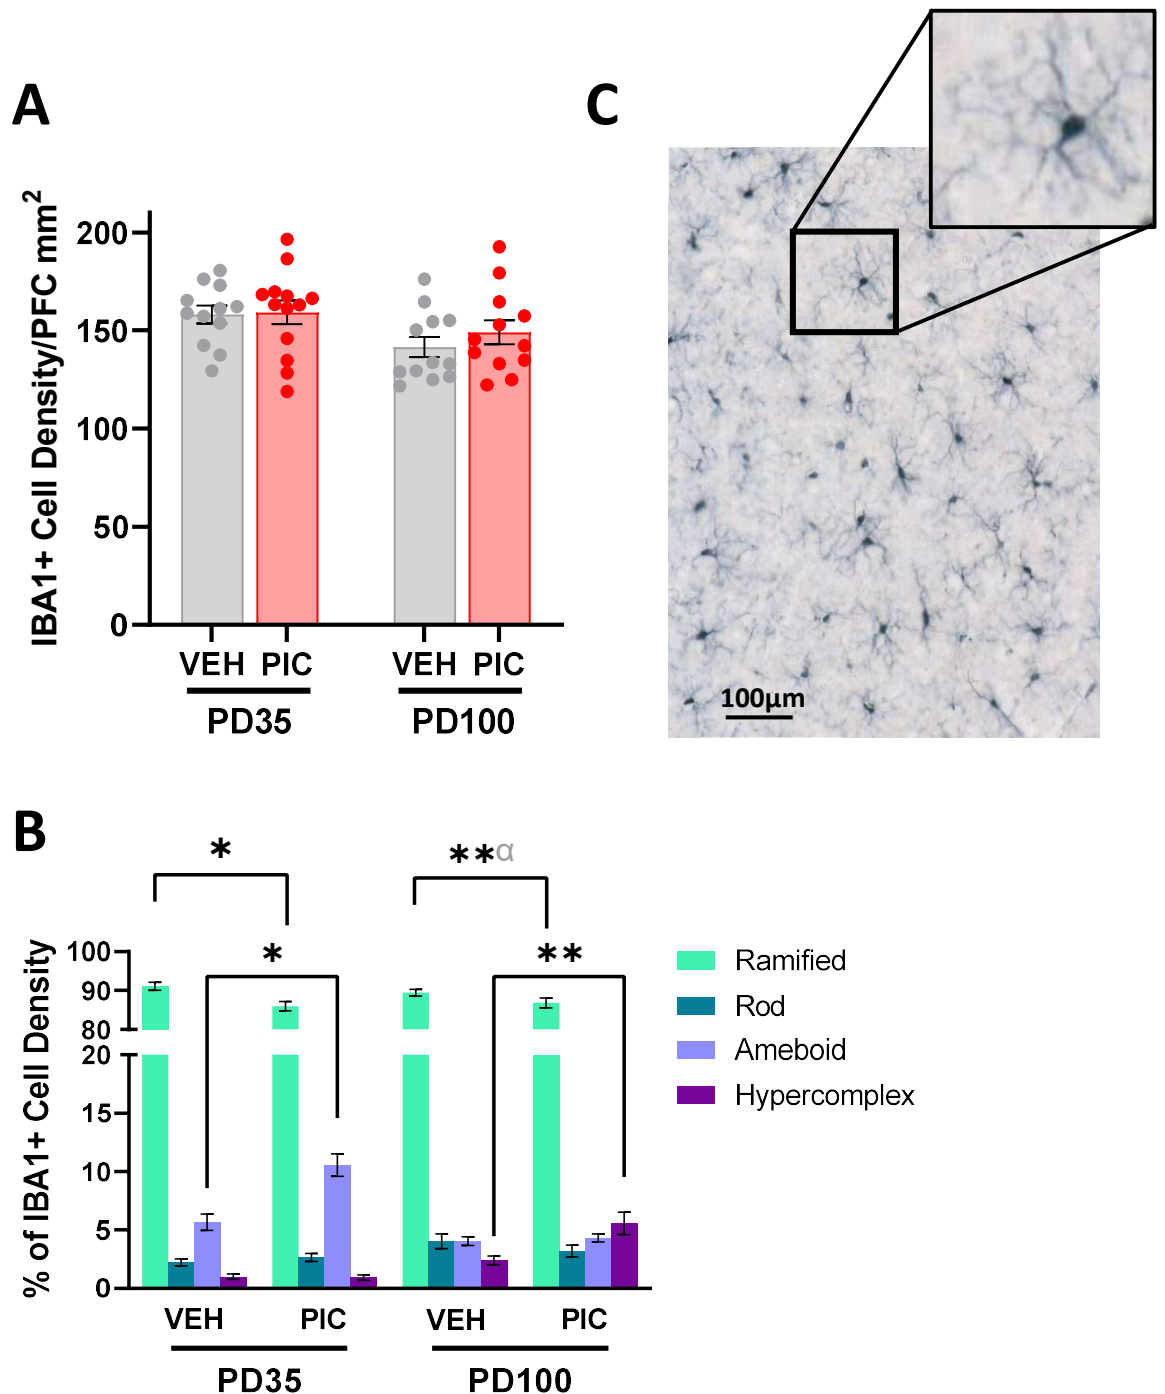 A
IBA1+ Cell Density/PFC mm2
200
150
100
50
0
VEH PIC VEH PIC
PD35 PD100
C
100µm
B
* **α
* **
% of IBA1+ Cell Density
100
90
80
20
15
10
5
0
VEH PIC VEH PIC
PD35 PD100
Ramified
Rod
Ameboid
Hypercomplex